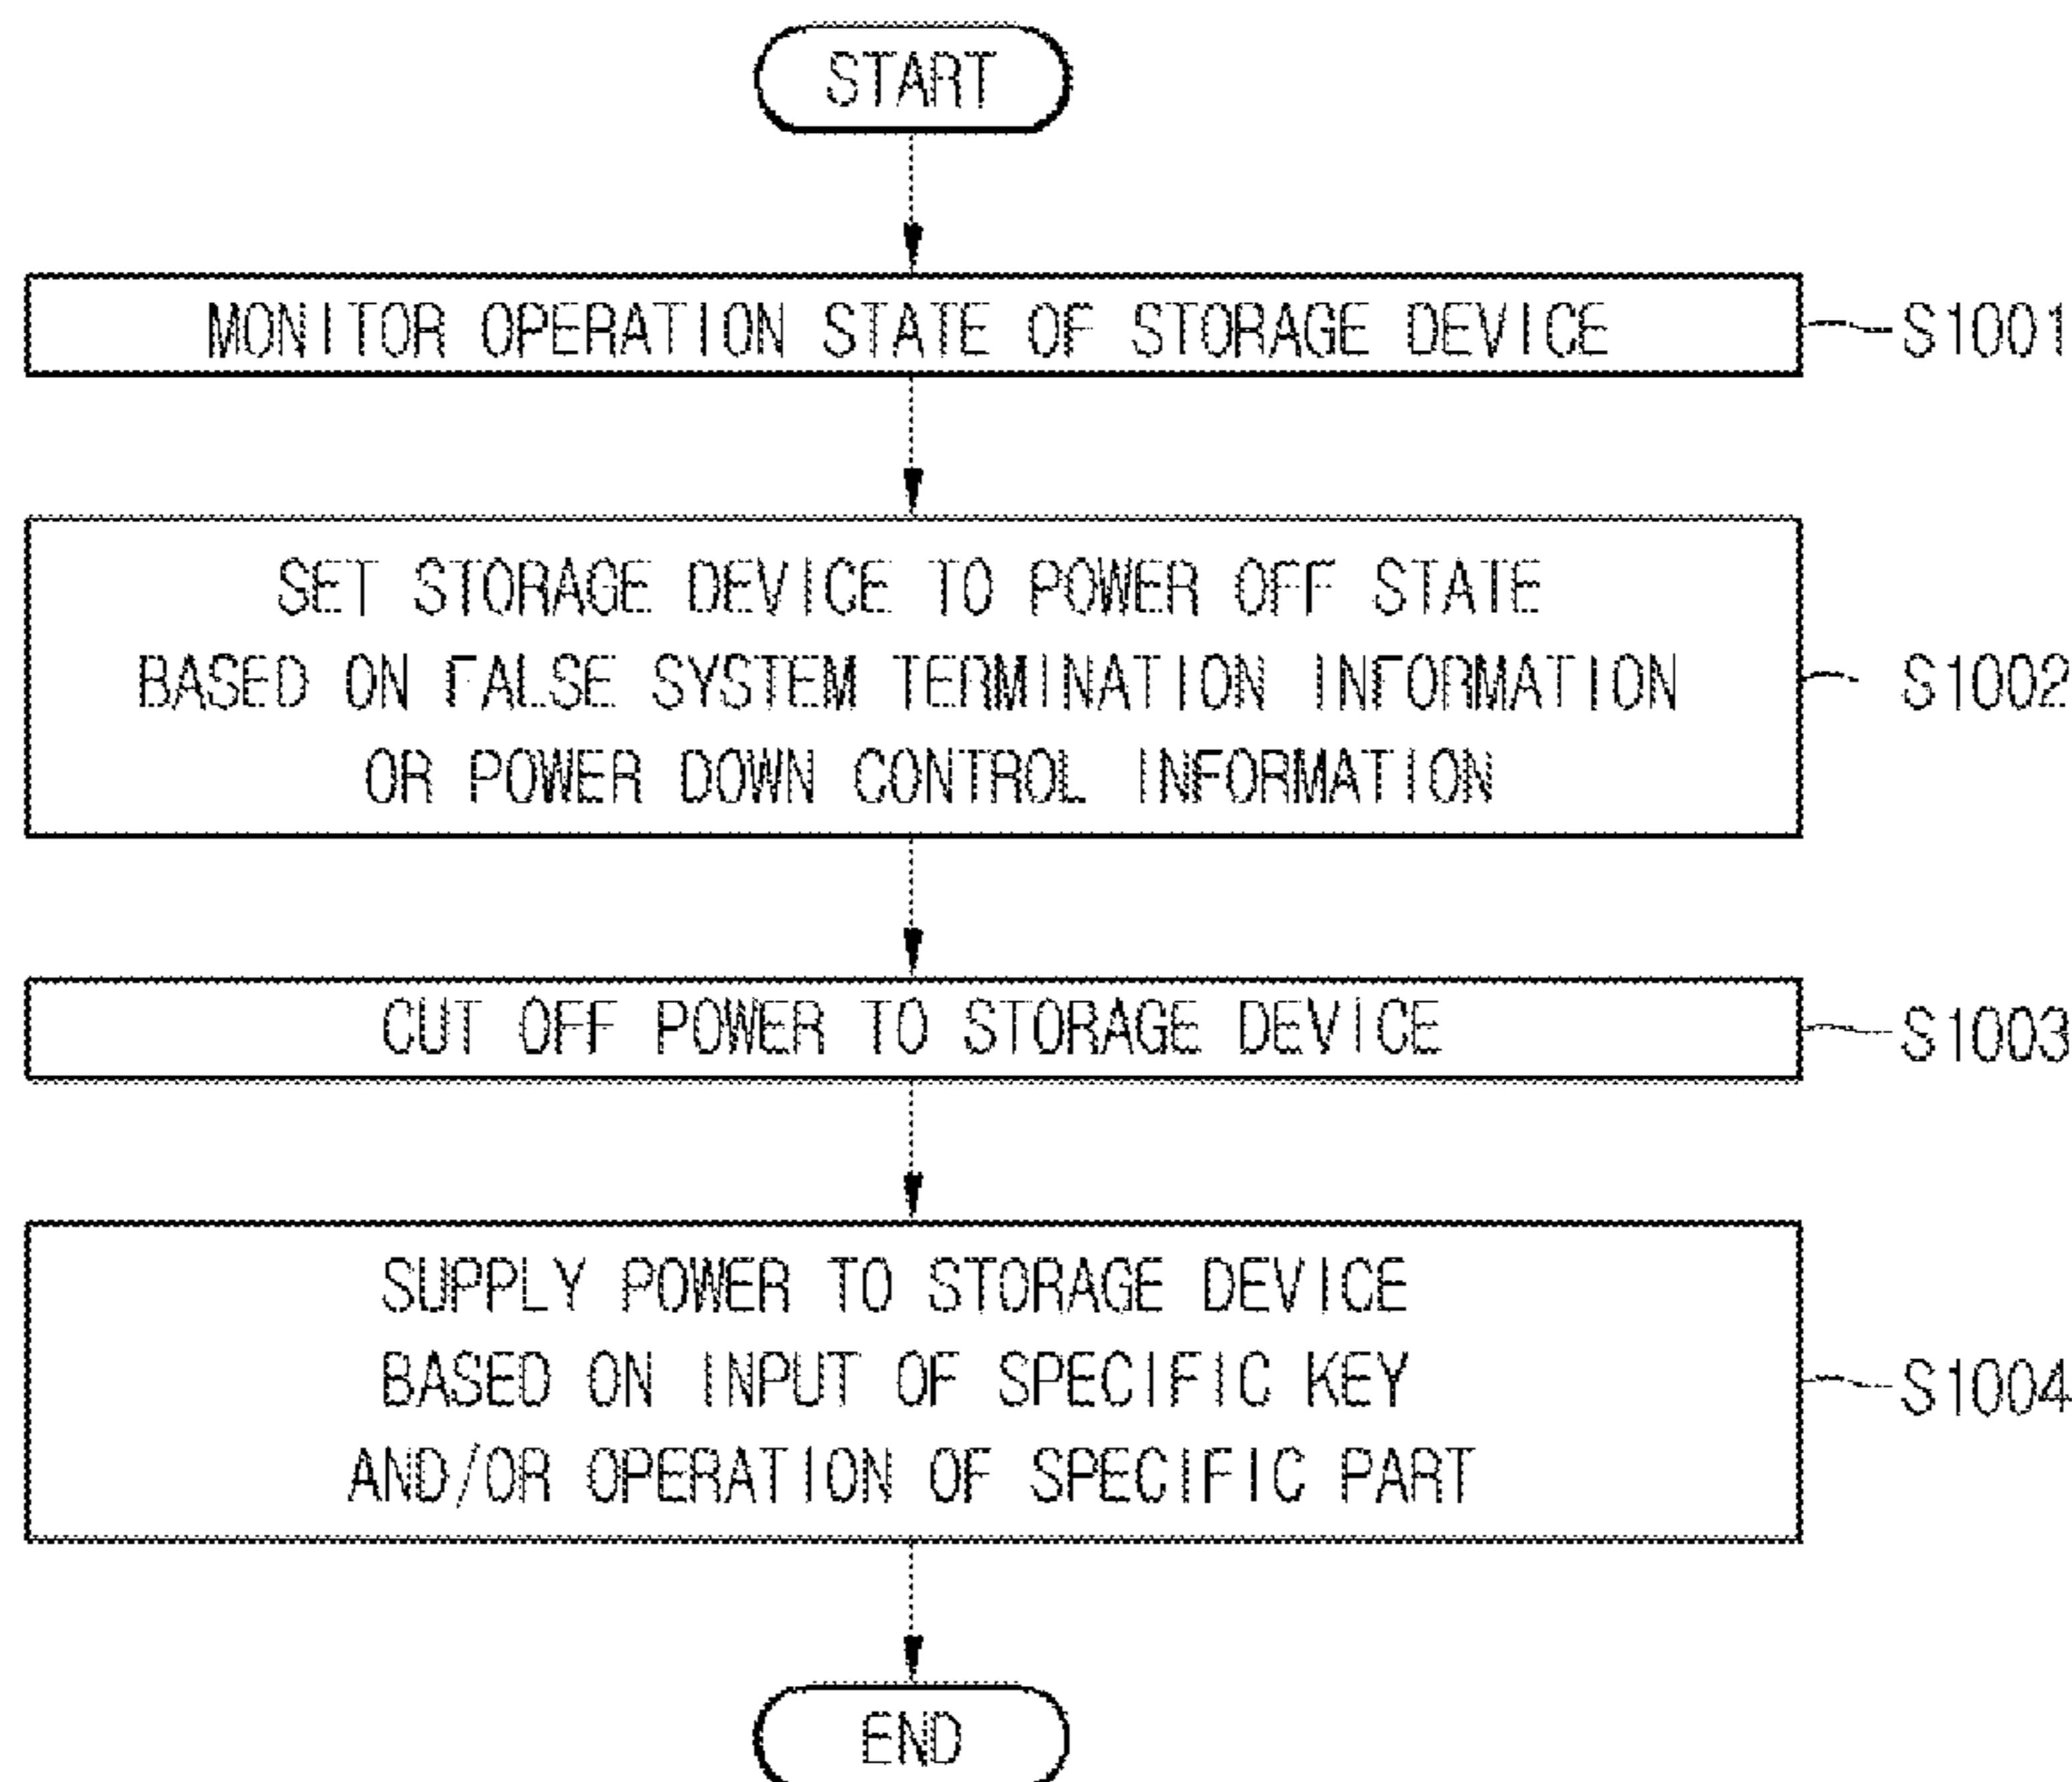 START
MONITOR OPERATION STATE OF STORAGE DEVICE
S1001
SET STORAGE DEVICE TO POWER OFF STATE
BASED ON FALSE SYSTEM TERMINATION INFORMATION
OR POWER DOWN CONTROL INFORMATION
S1002
CUT OFF POWER TO STORAGE DEVICE
S1003
SUPPLY POWER TO STORAGE DEVICE
BASED ON INPUT OF SPECIFIC KEY
AND/OR OPERATION OF SPECIFIC PART
S1004
END